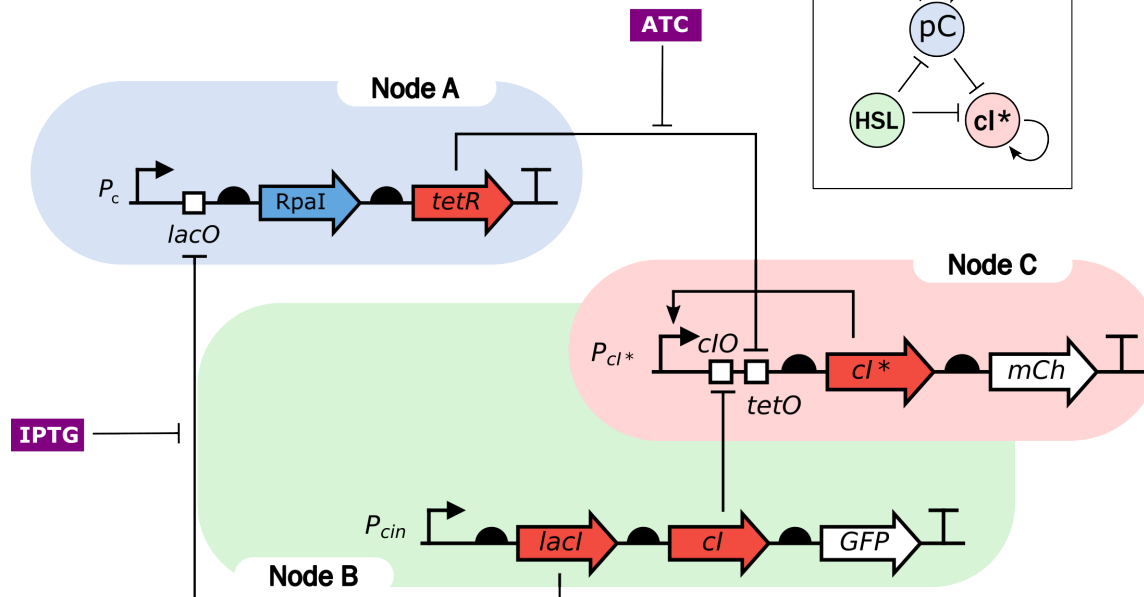 ATC
pC
HSL
cI*
Node A
Pc
RpaI
tetR
lacO
Node C
PcI*
cIO
cI*
mCh
tetO
IPTG
Pcin
lacI
cI
GFP
Node B